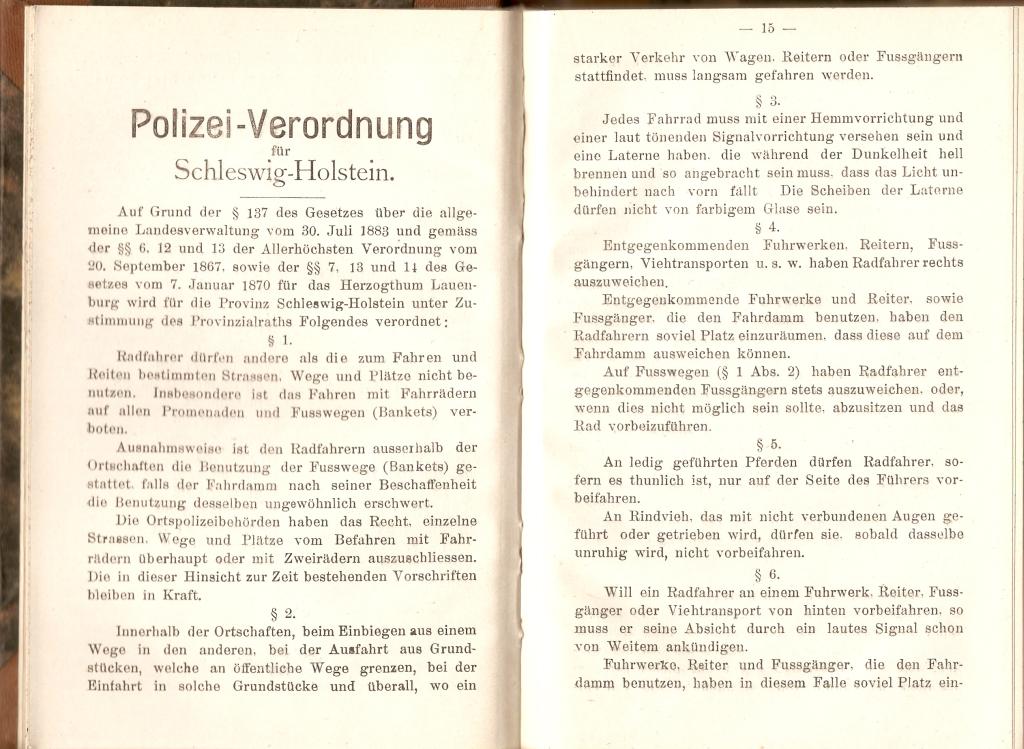 Polizei-Verordnung
für
Schleswig-Holstein.
Auf Grund der § 137 des Gesetzes über die allge-
meine Landesverwaltung vom 30. Juli 1883 und gemäss
der §§ 6, 12 und 13 der Allerhöchsten Verordnung vom
20. September 1867, sowie der §§ 7, 13 und 14 des Ge-
setzes vom 7. Januar 1870 für das Herzogthum Lauen-
burg wird für die Provinz Schleswig-Holstein unter Zu-
stimmung des Provinzialraths Folgendes verordnet:
§ 1.
Radfahrer dürfen andere als die zum Fahren und
Reiten bestimmten Strassen, Wege und Plätze nicht be-
nutzen. Insbesondere ist das Fahren mit Fahrrädern
auf allen Promenaden und Fusswegen (Bankets) ver-
boten.
Ausnahmsweise ist den Radfahrern ausserhalb der
Ortschaften die Benutzung der Fusswege (Bankets) ge-
stattet, falls der Fahrdamm nach seiner Beschaffenheit
die Benutzung desselben ungewöhnlich erschwert.
Die Ortspolizeibehörden haben das Recht, einzelne
Strassen, Wege und Plätze vom Befahren mit Fahr-
rädern überhaupt oder mit Zweirädern auszuschliessen.
Die in dieser Hinsicht zur Zeit bestehenden Vorschriften
bleiben in Kraft.
§ 2.
Innerhalb der Ortschaften, beim Einbiegen aus einem
Wege in den anderen, bei der Ausfahrt aus Grund-
stücken, welche an öffentliche Wege grenzen, bei der
Einfahrt in solche Grundstücke und überall, wo ein
— 15 —
starker Verkehr von Wagen, Reitern oder Fussgängern
stattfindet, muss langsam gefahren werden.
§ 3.
Jedes Fahrrad muss mit einer Hemmvorrichtung und
einer laut tönenden Signalvorrichtung versehen sein und
eine Laterne haben, die während der Dunkelheit hell
brennen und so angebracht sein muss, dass das Licht un-
behindert nach vorn fällt Die Scheiben der Laterne
dürfen nicht von farbigem Glase sein.
§ 4.
Entgegenkommenden Fuhrwerken, Reitern, Fuss-
gängern, Viehtransporten u. s. w. haben Radfahrer rechts
auszuweichen.
Entgegenkommende Fuhrwerke und Reiter, sowie
Fussgänger, die den Fahrdamm benutzen, haben den
Radfahrern soviel Platz einzuräumen, dass diese auf dem
Fahrdamm ausweichen können.
Auf Fusswegen (§ 1 Abs. 2) haben Radfahrer ent-
gegenkommenden Fussgängern stets auszuweichen, oder,
wenn dies nicht möglich sein sollte, abzusitzen und das
Rad vorbeizuführen.
§ 5.
An ledig geführten Pferden dürfen Radfahrer, so-
fern es thunlich ist, nur auf der Seite des Führers vor-
beifahren.
An Rindvieh, das mit nicht verbundenen Augen ge-
führt oder getrieben wird, dürfen sie, sobald dasselbe
unruhig wird, nicht vorbeifahren.
§ 6.
Will ein Radfahrer an einem Fuhrwerk, Reiter, Fuss-
gänger oder Viehtransport von hinten vorbeifahren, so
muss er seine Absicht durch ein lautes Signal schon
von Weitem ankündigen.
Fuhrwerke, Reiter und Fussgänger, die den Fahr-
damm benutzen, haben in diesem Falle soviel Platz ein-